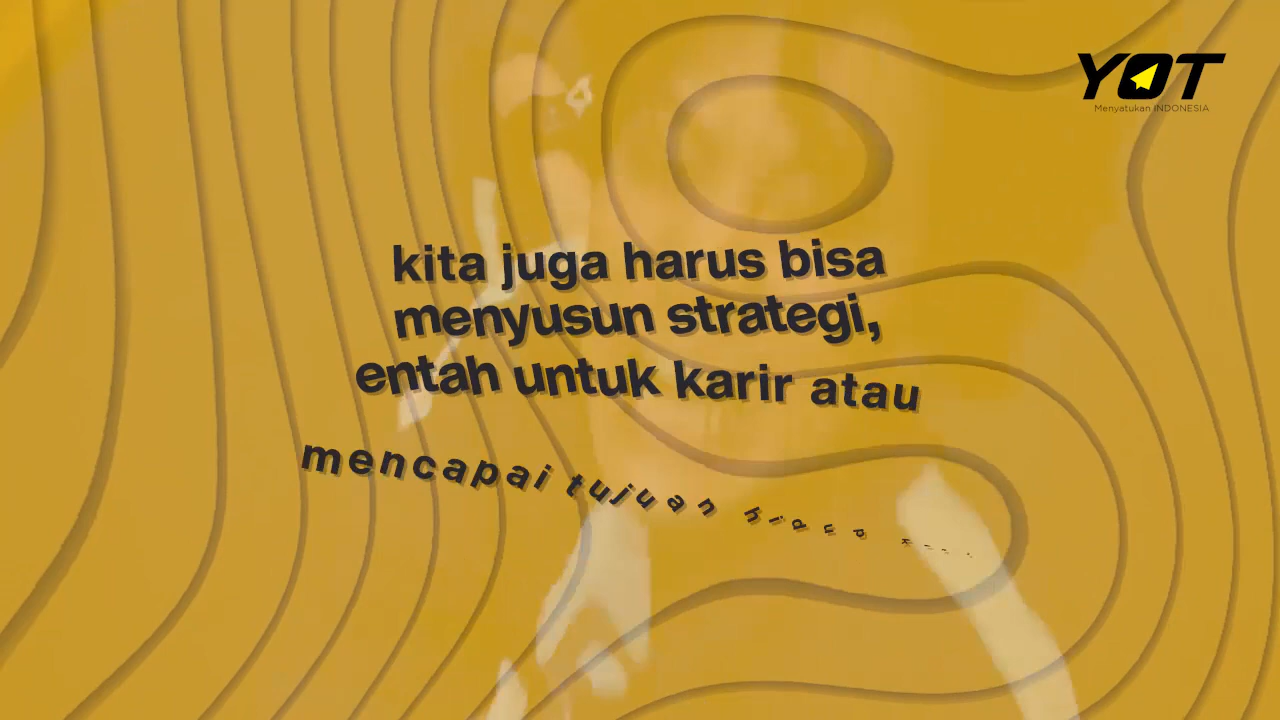 YOT
Menyatukan INDONESIA
kita juga harus bisa
menyusun strategi,
entah untuk karir atau
mencapai tujuan hidup